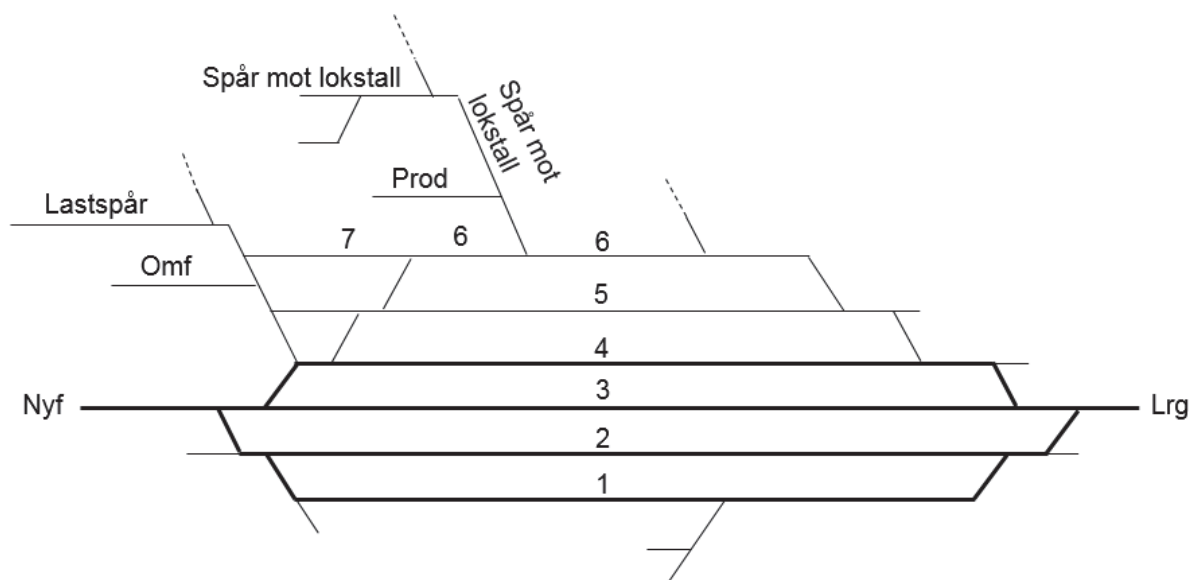 Spår mot lokstall
Spår mot
lokstall
Prod
Lastspår
7
6
6
Omf
5
4
3
Nyf
Lrg
2
1